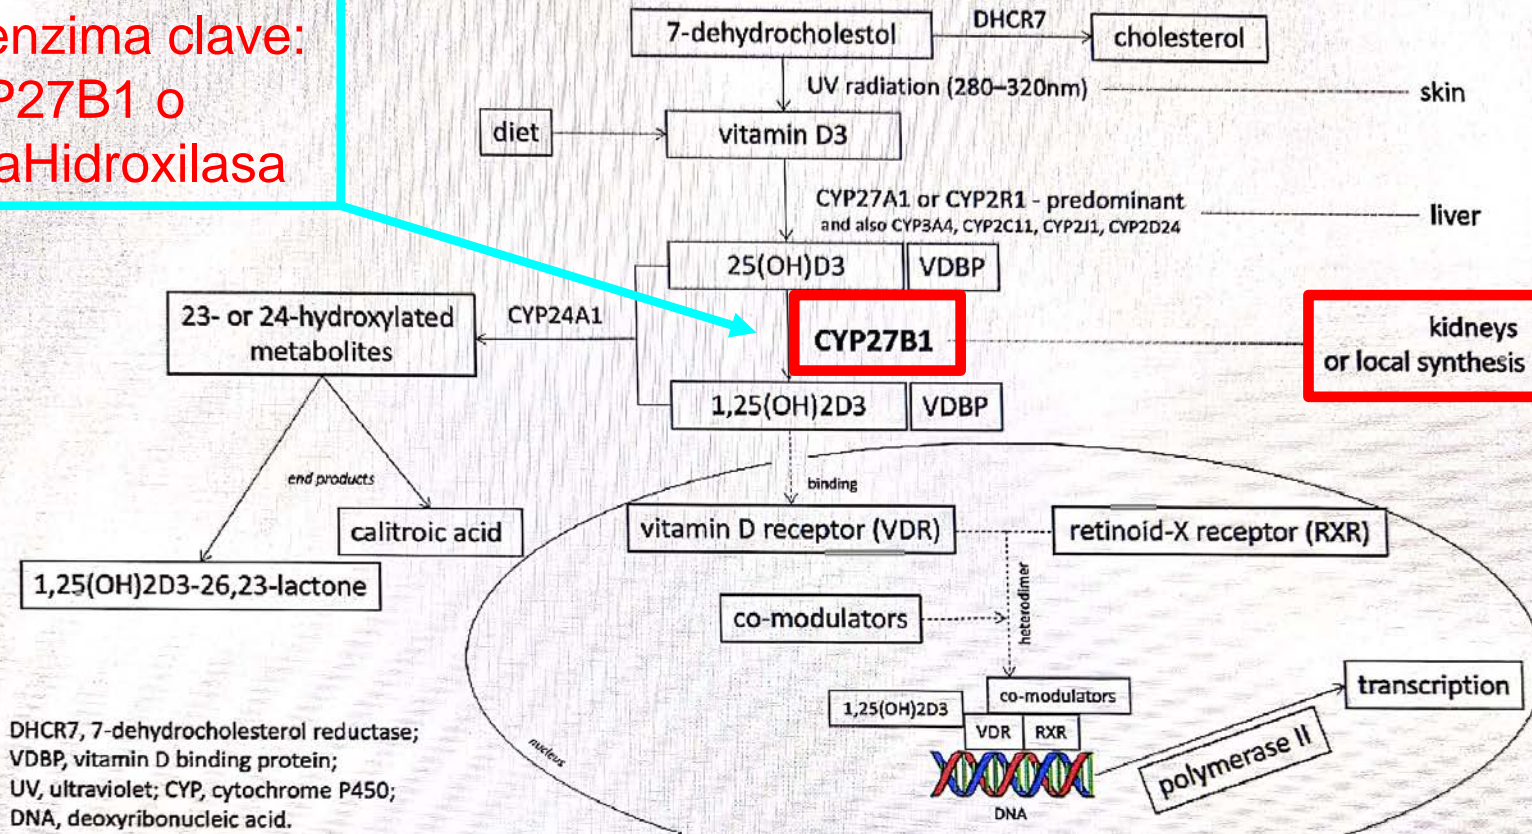 enzima clave:
P27B1 o
aHidroxilasa
7-dehydrocholestol
DHCR7
cholesterol
UV radiation (280–320nm)
skin
diet
vitamin D3
CYP27A1 or CYP2R1 - predominant
and also CYP3A4, CYP2C11, CYP2J1, CYP2D24
liver
25(OH)D3
VDBP
23- or 24-hydroxylated
metabolites
CYP24A1
CYP27B1
kidneys
or local synthesis
1,25(OH)2D3
VDBP
end products
binding
calitroic acid
vitamin D receptor (VDR)
retinoid-X receptor (RXR)
1,25(OH)2D3-26,23-lactone
co-modulators
heterodimer
1,25(OH)2D3
co-modulators
VDR
RXR
transcription
polymerase II
nucleus
DNA
DHCR7, 7-dehydrocholesterol reductase;
VDBP, vitamin D binding protein;
UV, ultraviolet; CYP, cytochrome P450;
DNA, deoxyribonucleic acid.